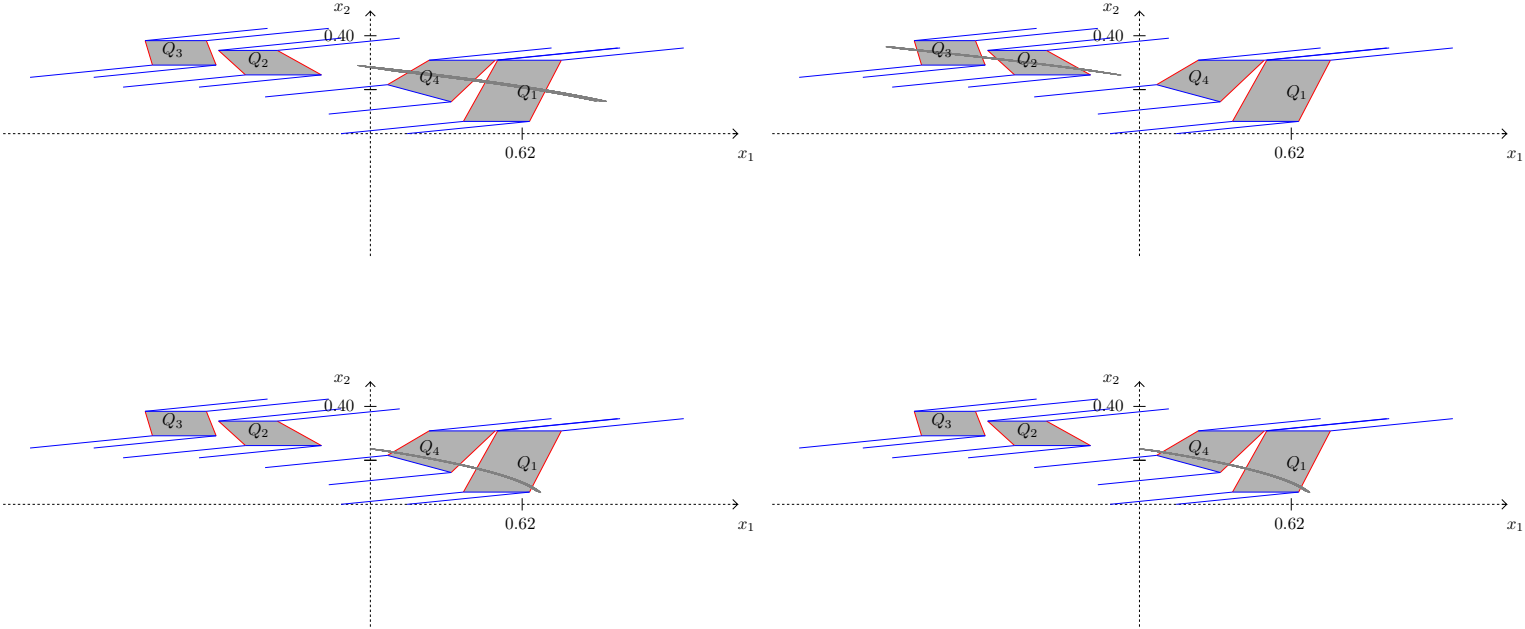 x₂ x₂
0.40 0.40
Q₃ Q₂ Q₄ Q₁ Q₃ Q₂ Q₄ Q₁
0.62 x₁ 0.62 x₁
x₂ x₂
0.40 0.40
Q₃ Q₂ Q₄ Q₁ Q₃ Q₂ Q₄ Q₁
0.62 x₁ 0.62 x₁